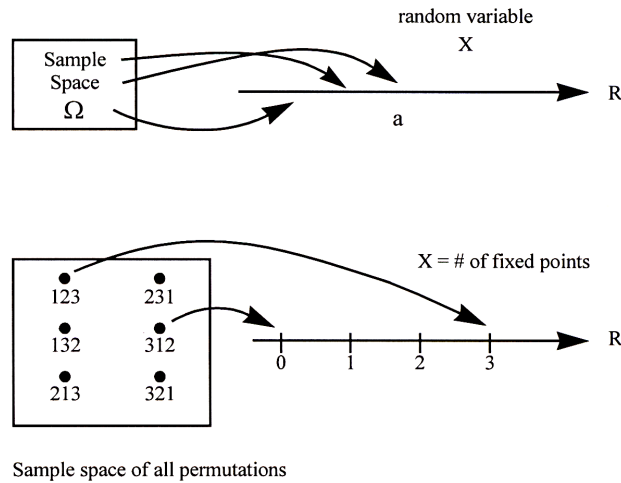 random variable
X
Sample
Space
Ω
R
a
X = # of fixed points
123 231
132 312
213 321
R
0 1 2 3
Sample space of all permutations